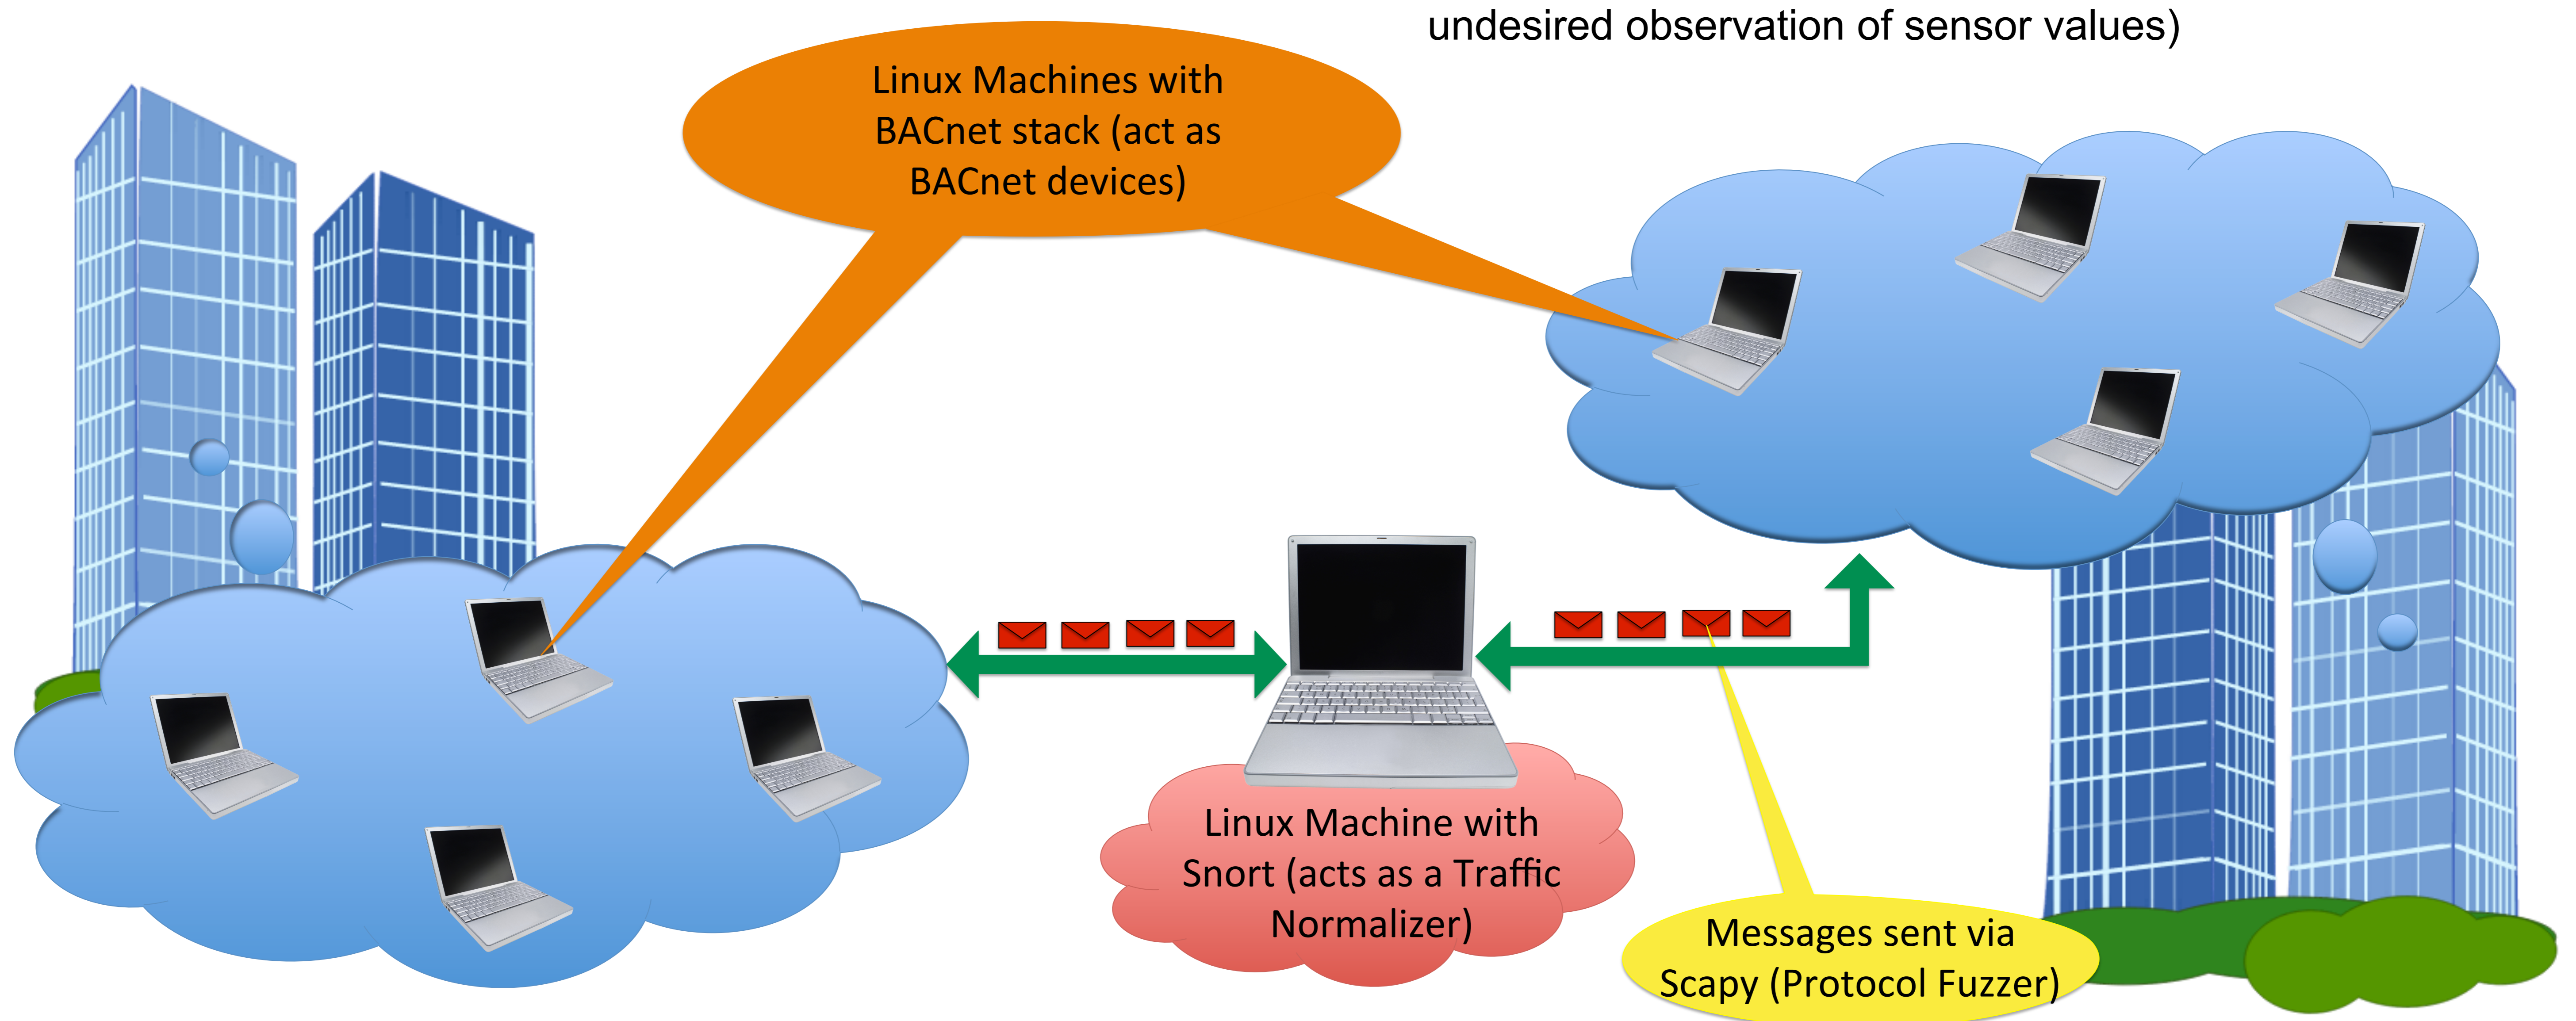 undesired observation of sensor values)
Linux Machines with
BACnet stack (act as
BACnet devices)
Linux Machine with
Snort (acts as a Traffic
Normalizer)
Messages sent via
Scapy (Protocol Fuzzer)